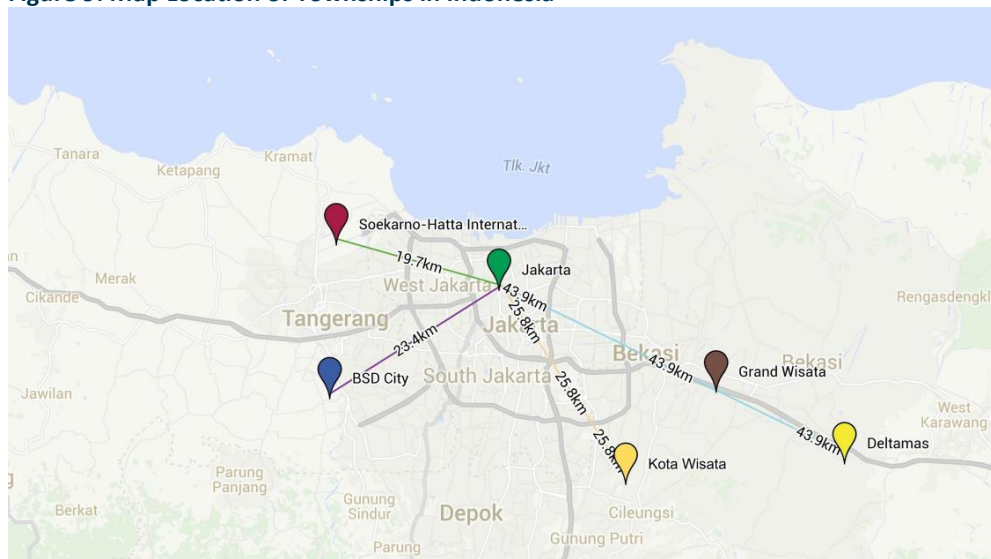 Figure 3: Map Location of Townships in Indonesia
Tlk. Jkt
Tanara
Kramat
Ketapang
Soekarno-Hatta Internat...
19.7km
Jakarta
Merak
West Jakarta
43.9km
Cikande
Rengasdengkl
25.8km
Tangerang
Jakarta
23.4km
Bekasi
43.9km
Bekasi
BSD City
South Jakarta
Grand Wisata
25.8km
Jawilan
West
Karawang
43.9km
Deltamas
25.8km
Kota Wisata
Parung
Panjang
Gunung
Sindur
Berkat
Depok
Cileungsi
Gunung Putri
Parung